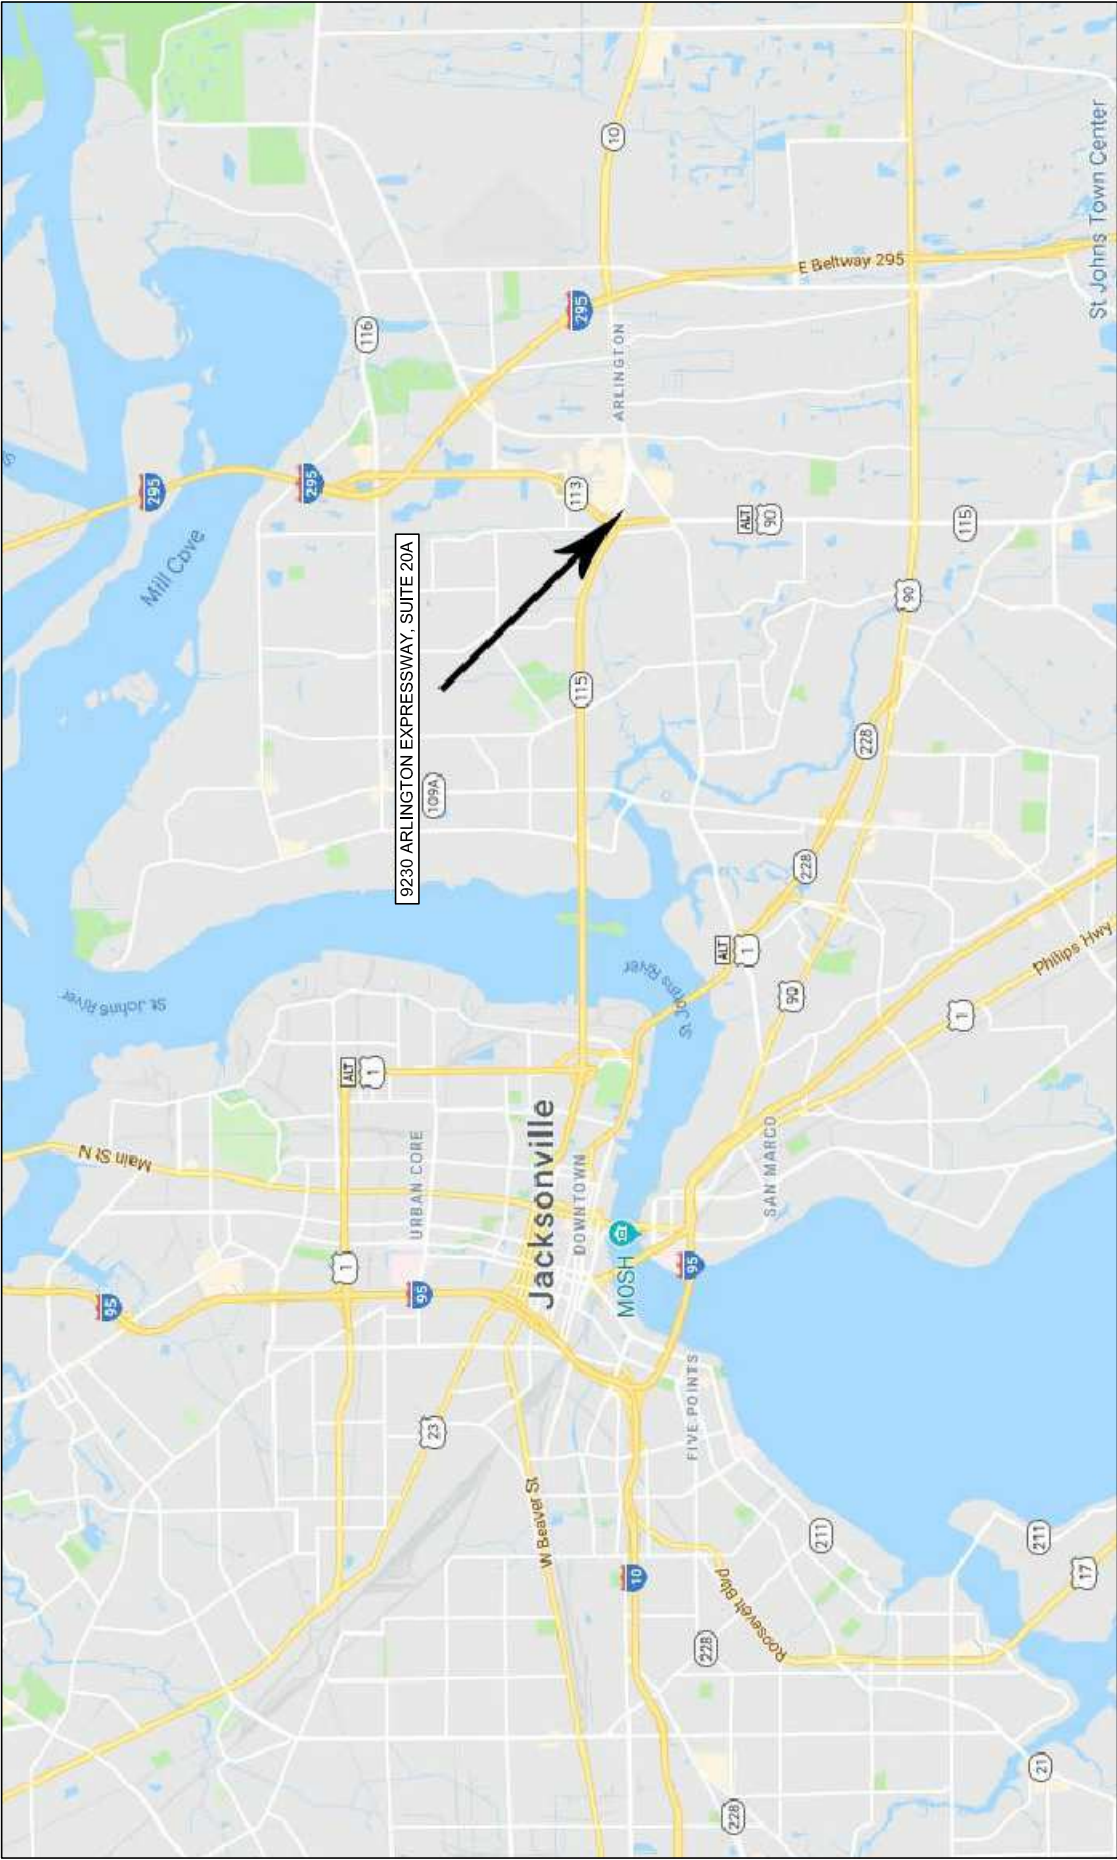 295
Mill Cove
295
116
10
295
E Beltway 295
ARLINGTON
113
St Johns Town Center
ALT
90
115
90
115
9230 ARLINGTON EXPRESSWAY, SUITE 20A
109A
228
228
ALT
1
90
1
Philips Hwy
St Johns River
St Johns River
Main St N
ALT
1
URBAN CORE
1
95
95
Jacksonville
DOWNTOWN
MOSH
SAN MARCO
95
FIVE POINTS
23
W Beaver St
10
Roosevelt Blvd
228
228
211
211
17
21